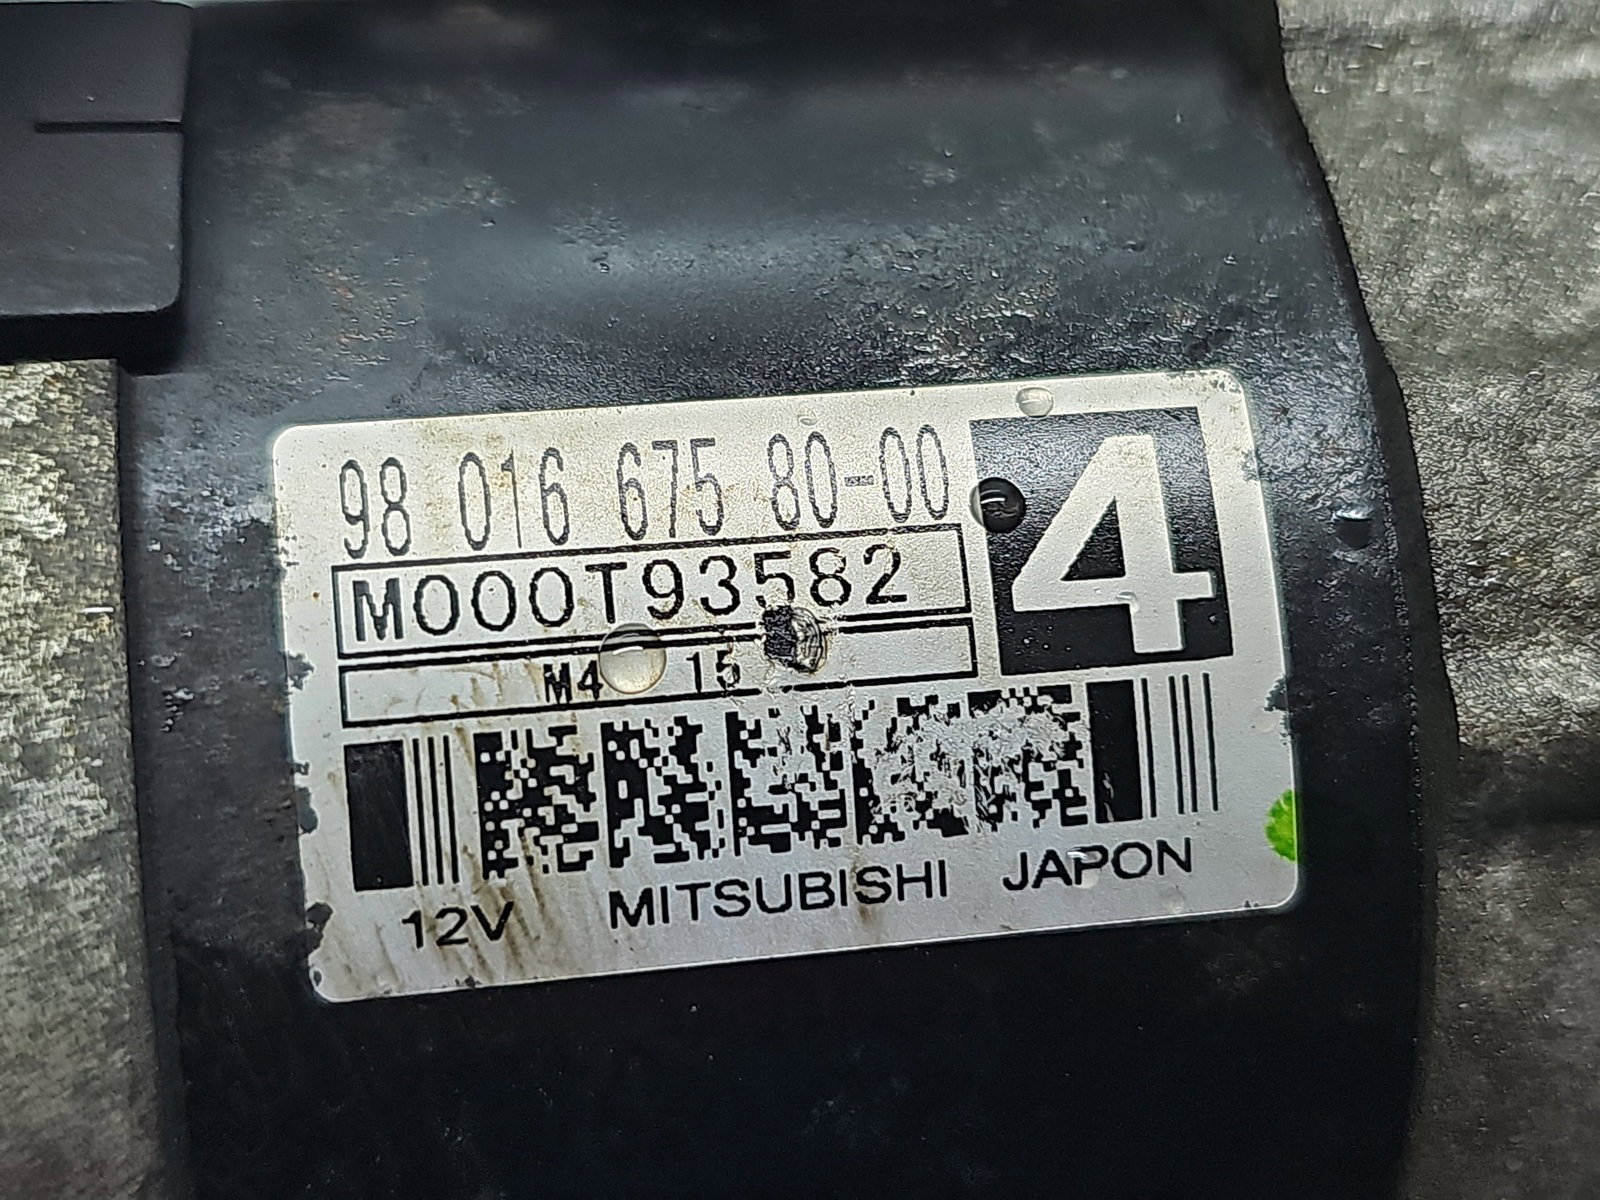 98 016 675 80-00
4
M000T93582
M4 15
12V MITSUBISHI JAPON